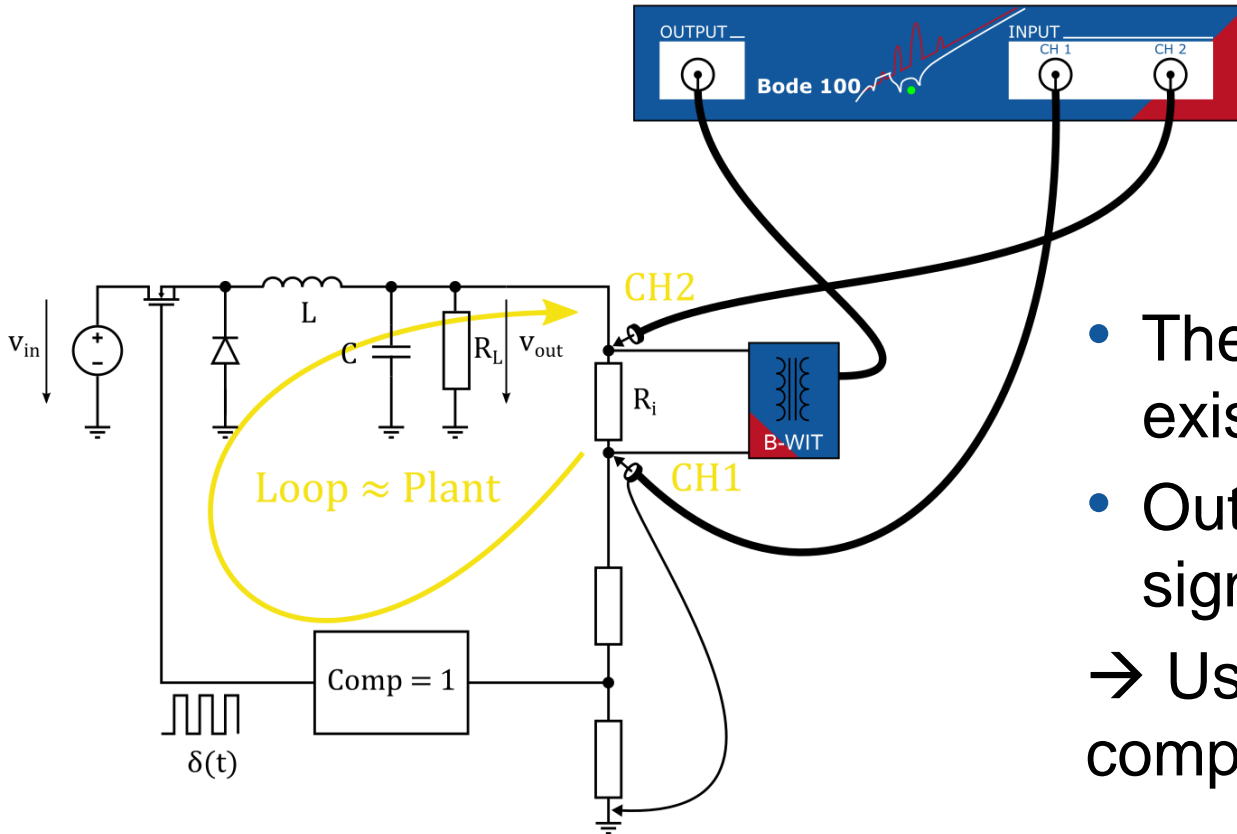 OUTPUT
INPUT
CH 1
CH 2
Bode 100
CH2
L
v_in
+
−
C
R_L
v_out
R_i
B-WIT
CH1
Loop ≈ Plant
Comp = 1
δ(t)
• The
exis
• Out
sign
→ Us
comp